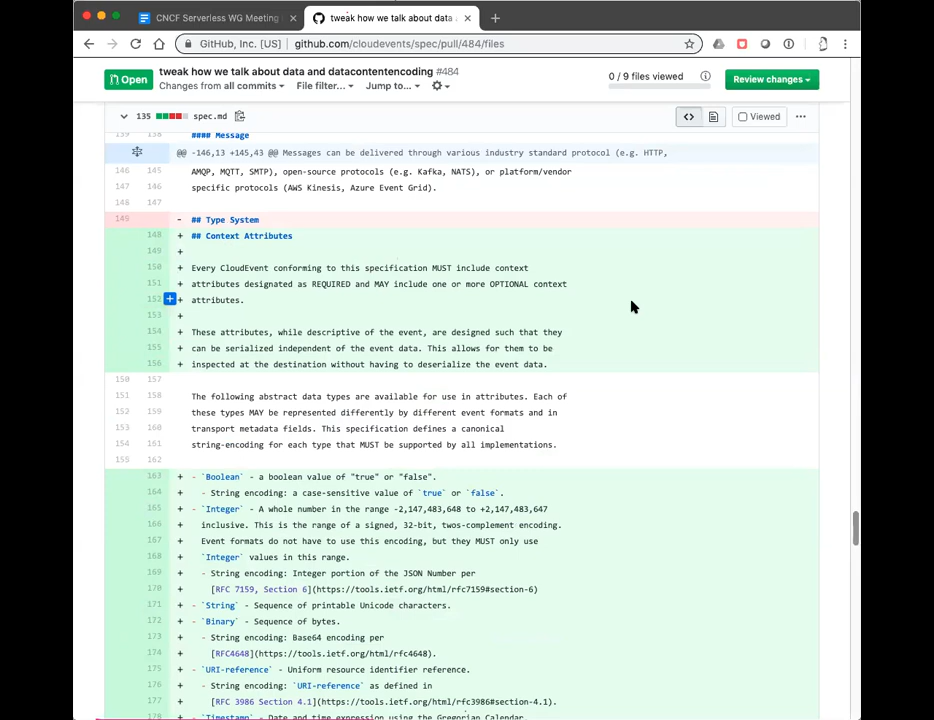 CNCF Serverless WG Meeting
tweak how we talk about data
GitHub, Inc. [US] | github.com/cloudevents/spec/pull/484/files
Open
tweak how we talk about data and datacontentencoding #484
Changes from all commits File filter... Jump to...
0 / 9 files viewed
Review changes
135 spec.md
Viewed
139 138 #### Message
@@ -146,13 +145,43 @@ Messages can be delivered through various industry standard protocol (e.g. HTTP,
146 145 AMQP, MQTT, SMTP), open-source protocols (e.g. Kafka, NATS), or platform/vendor
147 146 specific protocols (AWS Kinesis, Azure Event Grid).
148 147
149 - ## Type System
148 + ## Context Attributes
149 +
150 + Every CloudEvent conforming to this specification MUST include context
151 + attributes designated as REQUIRED and MAY include one or more OPTIONAL context
152 + attributes.
153 +
154 + These attributes, while descriptive of the event, are designed such that they
155 + can be serialized independent of the event data. This allows for them to be
156 + inspected at the destination without having to deserialize the event data.
150 157
151 158 The following abstract data types are available for use in attributes. Each of
152 159 these types MAY be represented differently by different event formats and in
153 160 transport metadata fields. This specification defines a canonical
154 161 string-encoding for each type that MUST be supported by all implementations.
155 162
163 + - `Boolean` - a boolean value of "true" or "false".
164 + - String encoding: a case-sensitive value of `true` or `false`.
165 + - `Integer` - A whole number in the range -2,147,483,648 to +2,147,483,647
166 + inclusive. This is the range of a signed, 32-bit, twos-complement encoding.
167 + Event formats do not have to use this encoding, but they MUST only use
168 + `Integer` values in this range.
169 + - String encoding: Integer portion of the JSON Number per
170 + [RFC 7159, Section 6](https://tools.ietf.org/html/rfc7159#section-6)
171 + - `String` - Sequence of printable Unicode characters.
172 + - `Binary` - Sequence of bytes.
173 + - String encoding: Base64 encoding per
174 + [RFC4648](https://tools.ietf.org/html/rfc4648).
175 + - `URI-reference` - Uniform resource identifier reference.
176 + - String encoding: `URI-reference` as defined in
177 + [RFC 3986 Section 4.1](https://tools.ietf.org/html/rfc3986#section-4.1).
178 + - `Timestamp` - Date and time expression using the Gregorian Calendar.